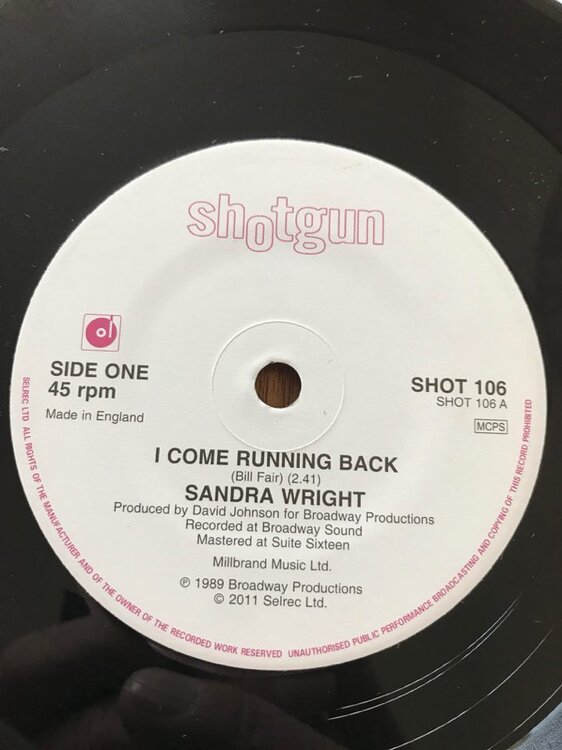 shotgun
SIDE ONE
45 rpm
Made in England
SHOT 106
SHOT 106 A
MCPS
I COME RUNNING BACK
(Bill Fair) (2.41)
SANDRA WRIGHT
Produced by David Johnson for Broadway Productions
Recorded at Broadway Sound
Mastered at Suite Sixteen
Millbrand Music Ltd.
℗ 1989 Broadway Productions
© 2011 Selrec Ltd.
SELREC LTD ALL RIGHTS OF THE MANUFACTURER AND OF THE OWNER OF THE RECORDED WORK RESERVED UNAUTHORISED PUBLIC PERFORMANCE BROADCASTING AND COPYING OF THIS RECORD PROHIBITED